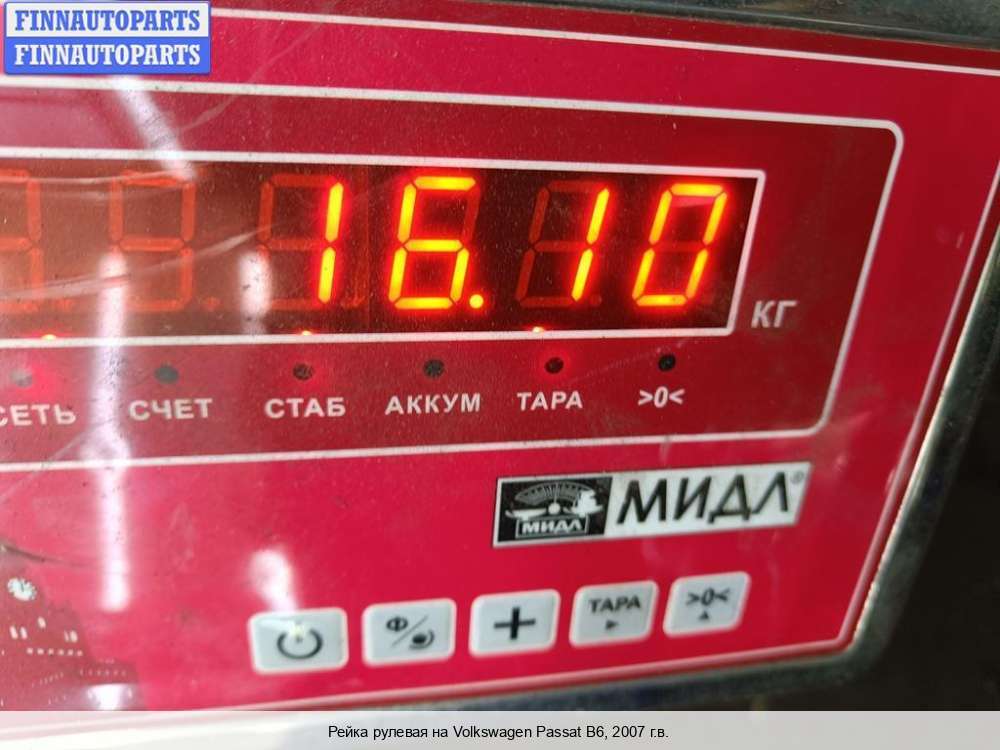 FINNAUTOPARTS
FINNAUTOPARTS
16.10
КГ
СЕТЬ СЧЕТ СТАБ АККУМ ТАРА >0<
МИДЛ МИДЛ®
Ф ТАРА >0<
Рейка рулевая на Volkswagen Passat B6, 2007 г.в.